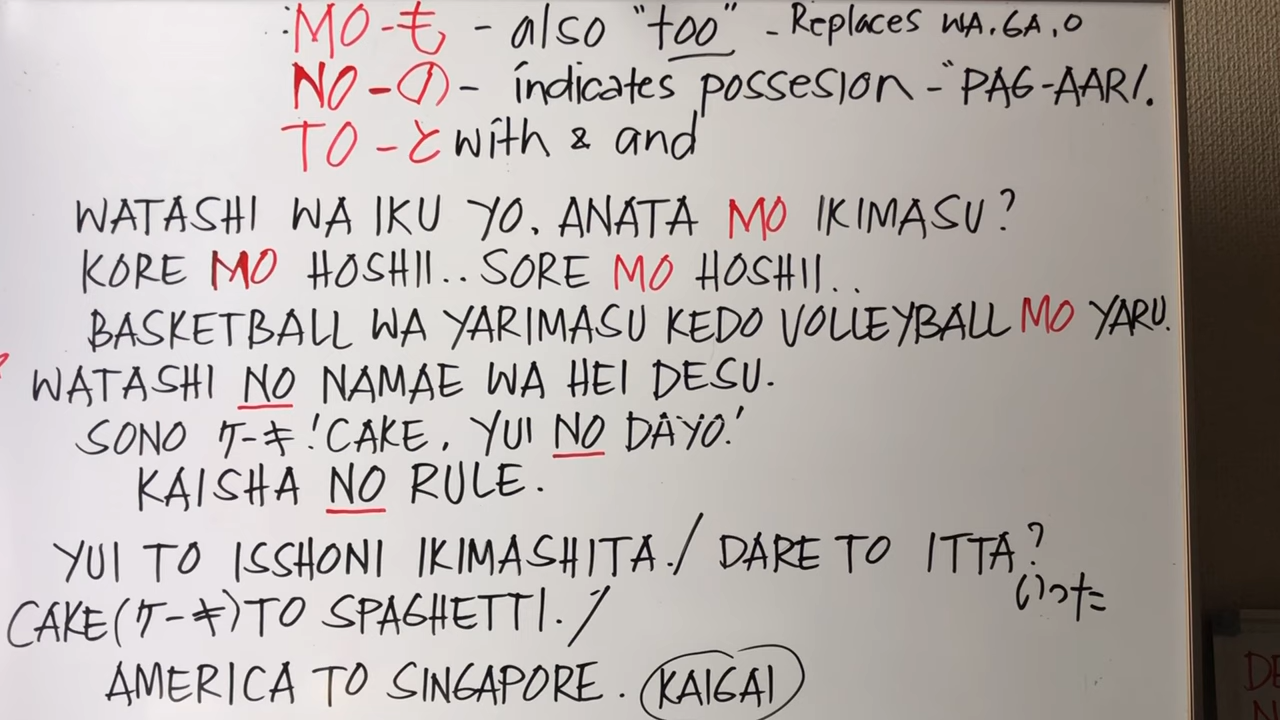 MO-も - also "too" - Replaces WA.GA.O
NO-の - indicates possesion - "PAG-AARI.
TO-と with & and
WATASHI WA IKU YO. ANATA MO IKIMASU?
KORE MO HOSHII.. SORE MO HOSHII..
BASKETBALL WA YARIMASU KEDO VOLLEYBALL MO YARU.
? WATASHI NO NAMAE WA HEI DESU.
SONO ケーキ 'CAKE. YUI NO DAYO.'
KAISHA NO RULE.
YUI TO ISSHONI IKIMASHITA. / DARE TO ITTA?
いった
CAKE (ケーキ) TO SPAGHETTI. /
AMERICA TO SINGAPORE. KAIGAI